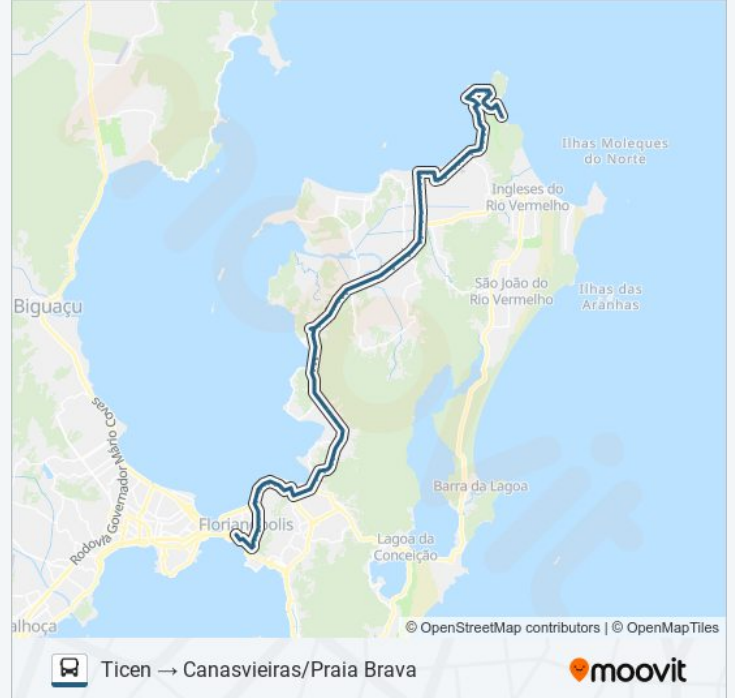 Ilhas Moleques
do Norte
Ingleses do
Rio Vermelho
São João do
Rio Vermelho
Ilhas das
Aranhas
Biguaçu
Rodovia Governador Mário Covas
Barra da Lagoa
Florianópolis
Lagoa da
Conceição
alhoça
© OpenStreetMap contributors | © OpenMapTiles
Ticen → Canasvieiras/Praia Brava
moovit